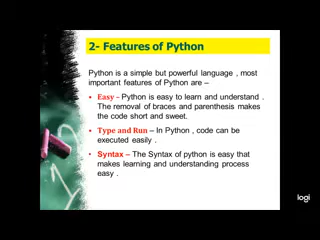 2- Features of Python
Python is a simple but powerful language , most
important features of Python are –
• Easy – Python is easy to learn and understand .
The removal of braces and parenthesis makes
the code short and sweet.
• Type and Run – In Python , code can be
executed easily .
• Syntax – The Syntax of python is easy that
makes learning and understanding process
easy .
logi